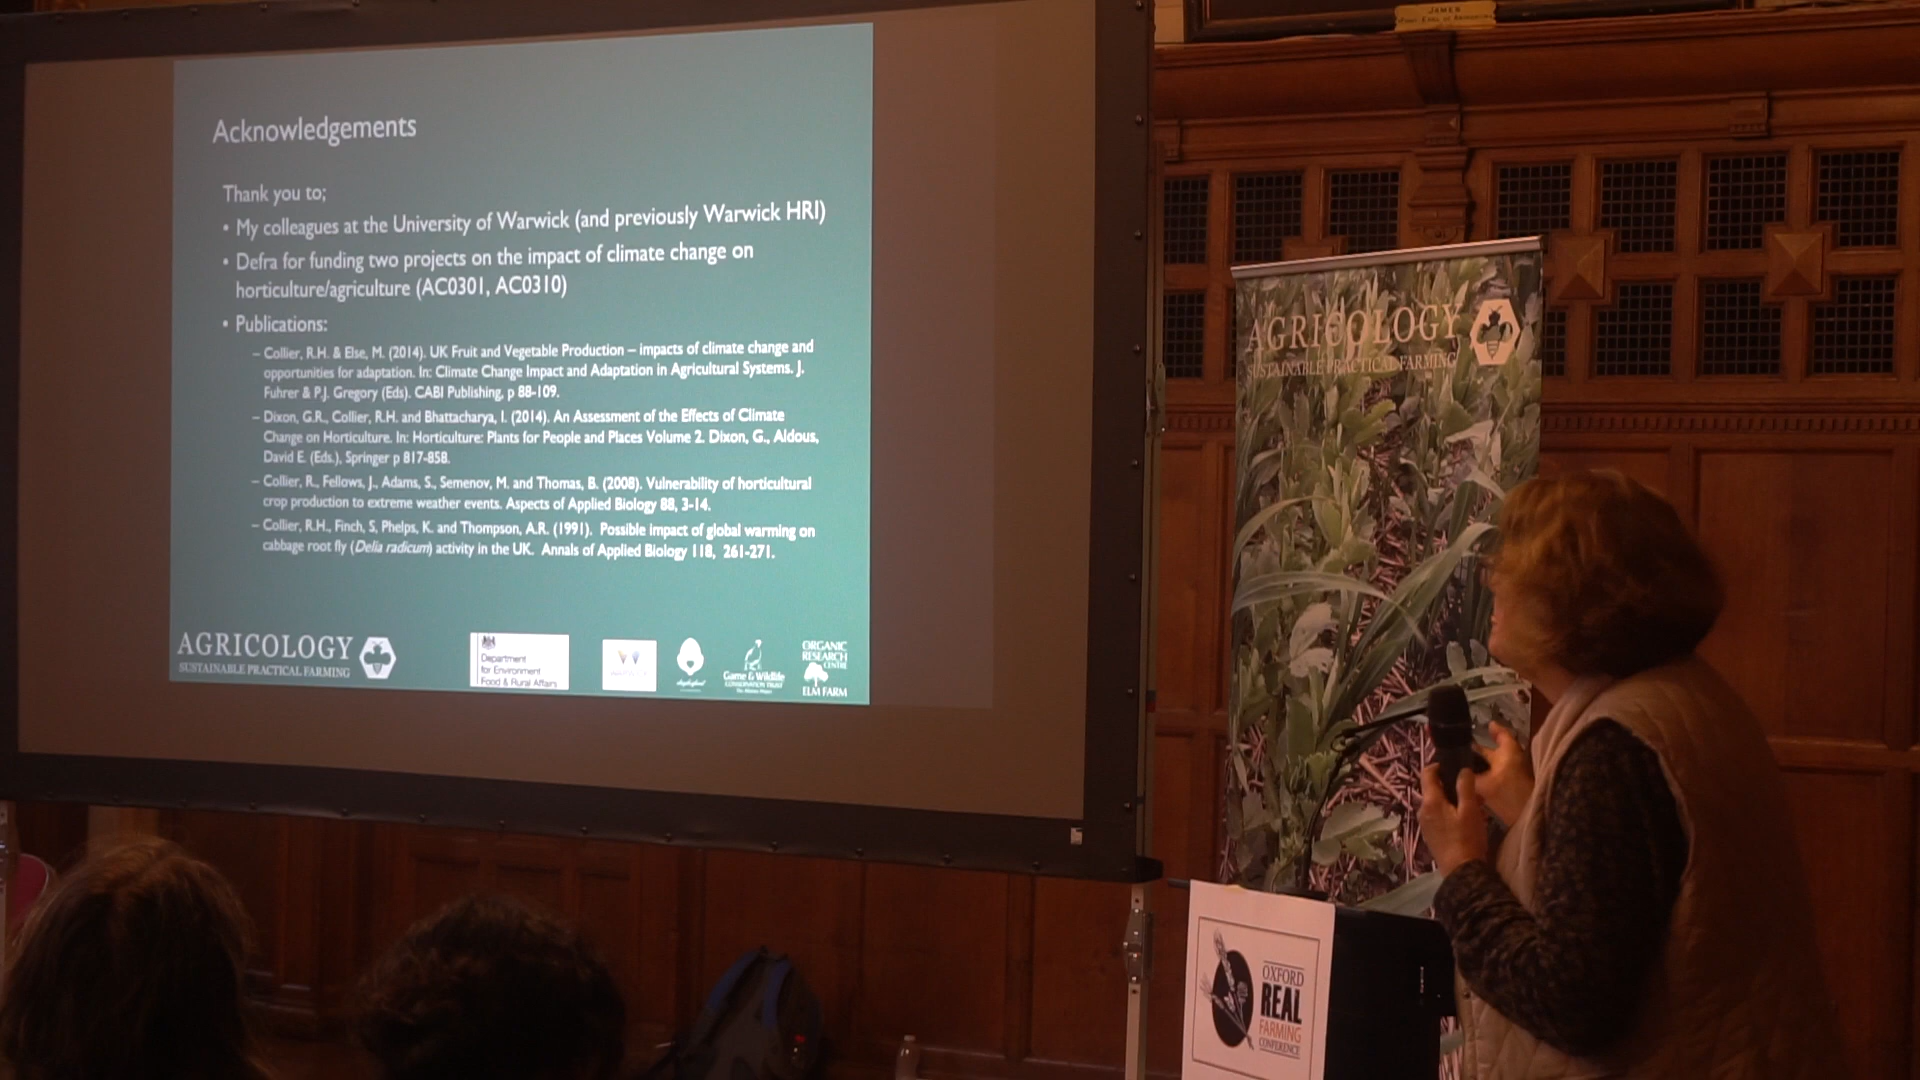 Acknowledgements
Thank you to;
• My colleagues at the University of Warwick (and previously Warwick HRI)
• Defra for funding two projects on the impact of climate change on
horticulture/agriculture (AC0301, AC0310)
• Publications:
– Collier, R.H. & Else, M. (2014). UK Fruit and Vegetable Production – impacts of climate change and
opportunities for adaptation. In: Climate Change Impact and Adaptation in Agricultural Systems. J.
Fuhrer & P.J. Gregory (Eds). CABI Publishing, p 88-109.
– Dixon, G.R., Collier, R.H. and Bhattacharya, I. (2014). An Assessment of the Effects of Climate
Change on Horticulture. In: Horticulture: Plants for People and Places Volume 2. Dixon, G., Aldous,
David E. (Eds.), Springer p 817-858.
– Collier, R., Fellows, J., Adams, S., Semenov, M. and Thomas, B. (2008). Vulnerability of horticultural
crop production to extreme weather events. Aspects of Applied Biology 88, 3-14.
– Collier, R.H., Finch, S, Phelps, K. and Thompson, A.R. (1991). Possible impact of global warming on
cabbage root fly (Delia radicum) activity in the UK. Annals of Applied Biology 118, 261-271.
AGRICOLOGY
SUSTAINABLE PRACTICAL FARMING
Department
for Environment
Food & Rural Affairs
Game & Wildlife
CONSERVATION TRUST
ORGANIC
RESEARCH
CENTRE
ELM FARM
JAMES
AGRICOLOGY
SUSTAINABLE PRACTICAL FARMING
OXFORD
REAL
FARMING
CONFERENCE